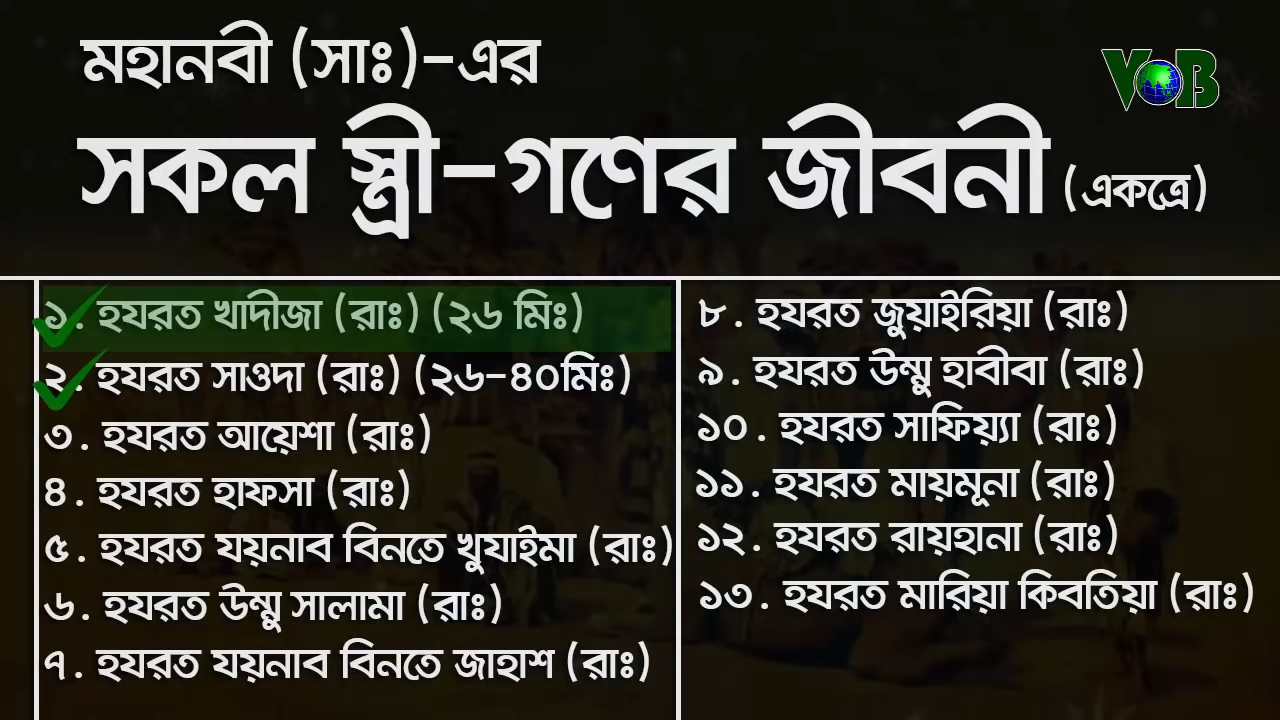 মহানবী (সাঃ)-এর
VOB
সকল স্ত্রী-গণের জীবনী (একত্রে)
১. হযরত খাদীজা (রাঃ) (২৬ মিঃ)
২. হযরত সাওদা (রাঃ) (২৬-৪০মিঃ)
৩. হযরত আয়েশা (রাঃ)
৪. হযরত হাফসা (রাঃ)
৫. হযরত যয়নাব বিনতে খুযাইমা (রাঃ)
৬. হযরত উম্মু সালামা (রাঃ)
৭. হযরত যয়নাব বিনতে জাহাশ (রাঃ)
৮. হযরত জুয়াইরিয়া (রাঃ)
৯. হযরত উম্মু হাবীবা (রাঃ)
১০. হযরত সাফিয়্যা (রাঃ)
১১. হযরত মায়মূনা (রাঃ)
১২. হযরত রায়হানা (রাঃ)
১৩. হযরত মারিয়া কিবতিয়া (রাঃ)